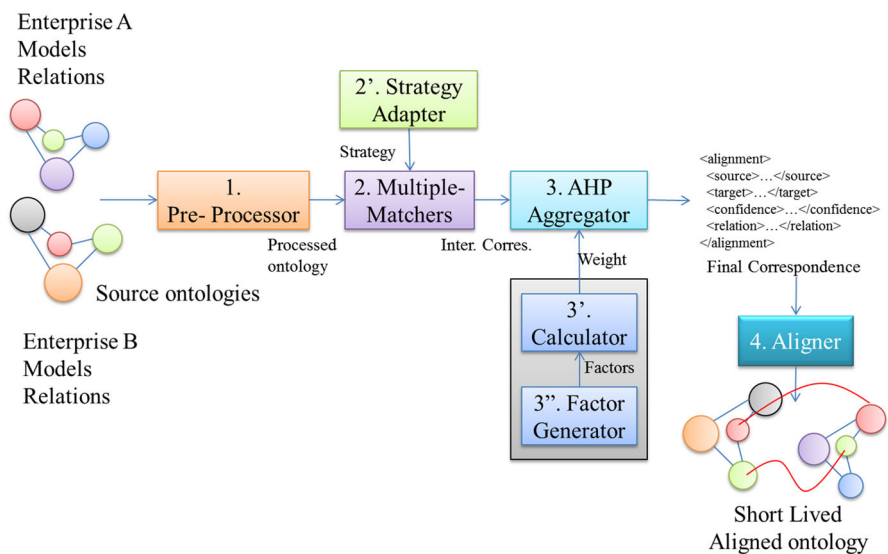 Enterprise A
Models
Relations
2’. Strategy
Adapter
Strategy
1.
Pre- Processor
2. Multiple-
Matchers
3. AHP
Aggregator
<alignment>
<source>…</source>
<target>…</target>
<confidence>…</confidence>
<relation>…</relation>
</alignment>
Processed
ontology
Inter. Corres.
Weight
Final Correspondence
Source ontologies
3’.
Calculator
4. Aligner
Enterprise B
Models
Relations
Factors
3”. Factor
Generator
Short Lived
Aligned ontology